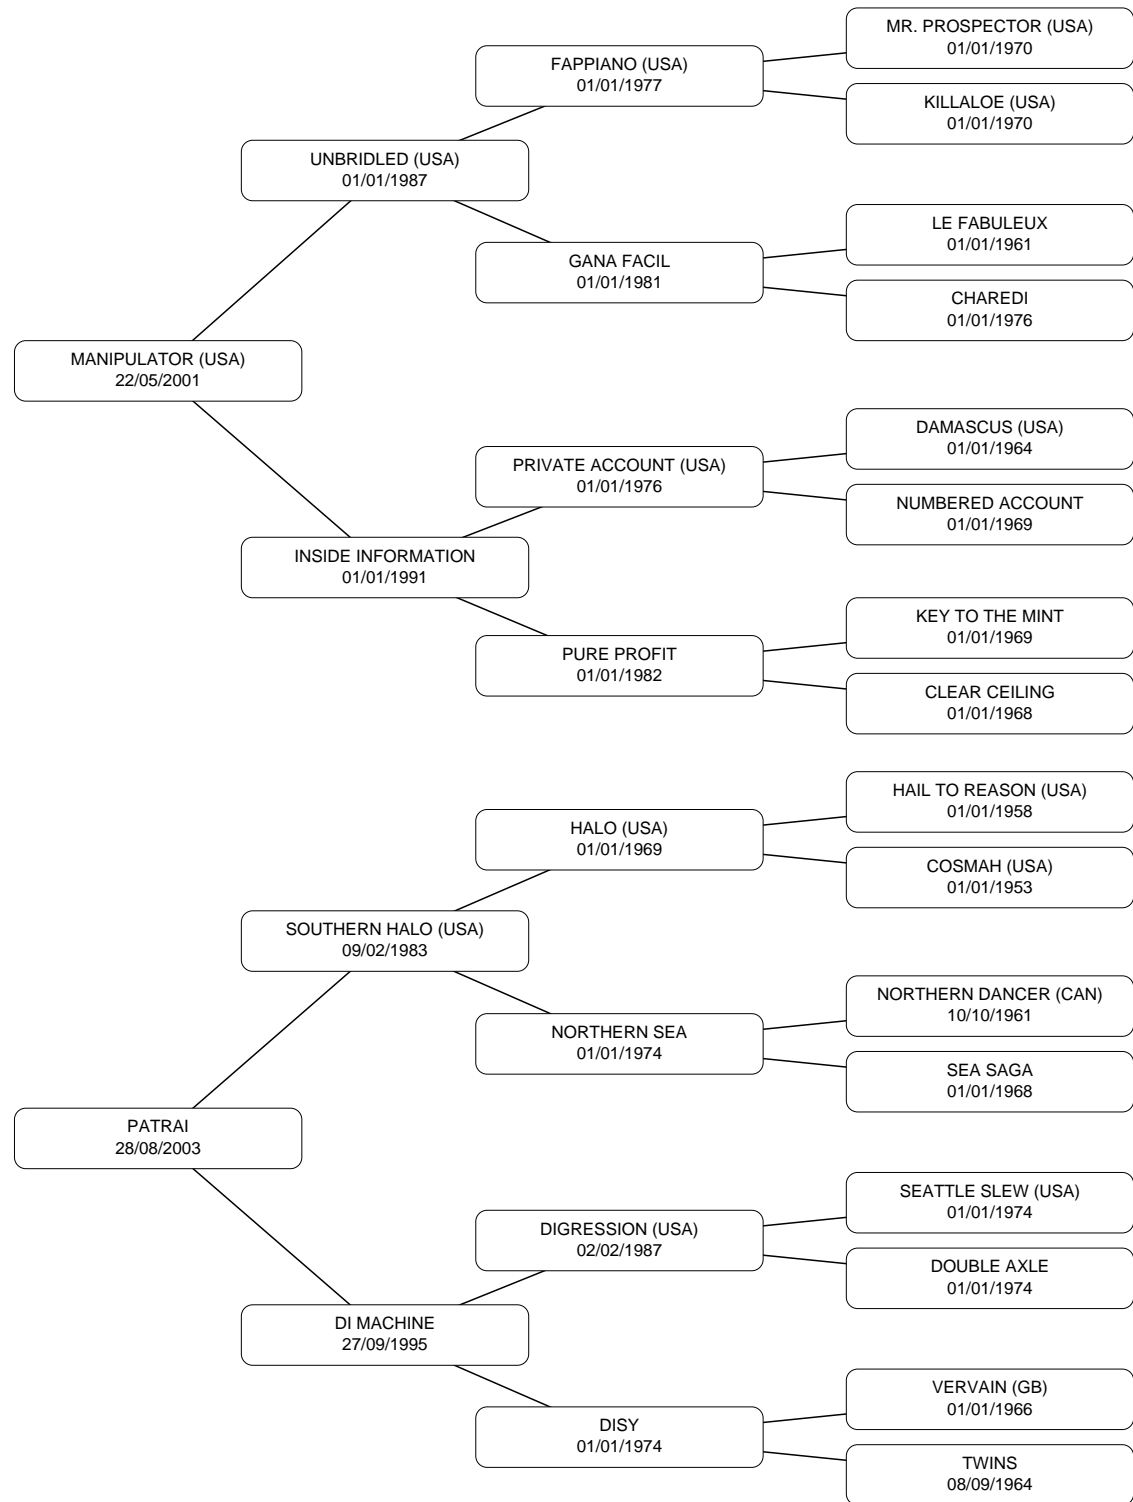 MR. PROSPECTOR (USA)
01/01/1970
FAPPIANO (USA)
01/01/1977
KILLALOE (USA)
01/01/1970
UNBRIDLED (USA)
01/01/1987
LE FABULEUX
01/01/1961
GANA FACIL
01/01/1981
CHAREDI
01/01/1976
MANIPULATOR (USA)
22/05/2001
DAMASCUS (USA)
01/01/1964
PRIVATE ACCOUNT (USA)
01/01/1976
NUMBERED ACCOUNT
01/01/1969
INSIDE INFORMATION
01/01/1991
KEY TO THE MINT
01/01/1969
PURE PROFIT
01/01/1982
CLEAR CEILING
01/01/1968
HAIL TO REASON (USA)
01/01/1958
HALO (USA)
01/01/1969
COSMAH (USA)
01/01/1953
SOUTHERN HALO (USA)
09/02/1983
NORTHERN DANCER (CAN)
10/10/1961
NORTHERN SEA
01/01/1974
SEA SAGA
01/01/1968
PATRAI
28/08/2003
SEATTLE SLEW (USA)
01/01/1974
DIGRESSION (USA)
02/02/1987
DOUBLE AXLE
01/01/1974
DI MACHINE
27/09/1995
VERVAIN (GB)
01/01/1966
DISY
01/01/1974
TWINS
08/09/1964